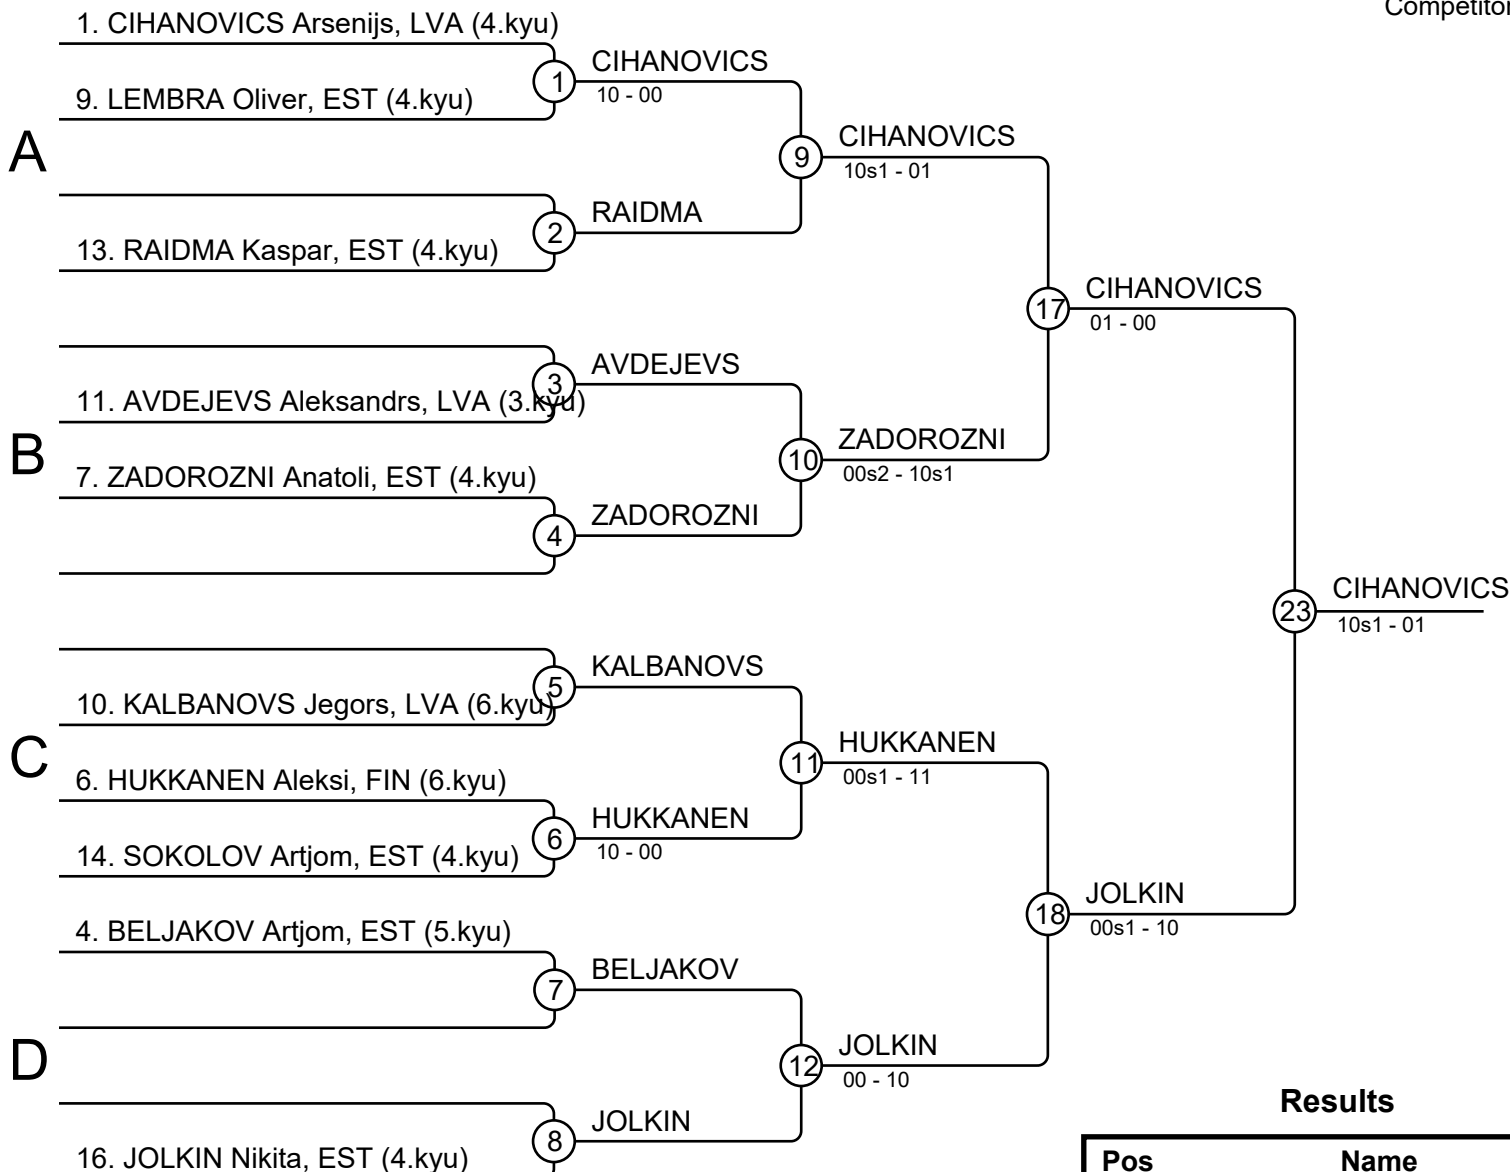 Competitor
1. CIHANOVICS Arsenijs, LVA (4.kyu)
1
CIHANOVICS
10 - 00
9. LEMBRA Oliver, EST (4.kyu)
A
9
CIHANOVICS
10s1 - 01
2
RAIDMA
13. RAIDMA Kaspar, EST (4.kyu)
17
CIHANOVICS
01 - 00
3
AVDEJEVS
11. AVDEJEVS Aleksandrs, LVA (3.kyu)
B
10
ZADOROZNI
00s2 - 10s1
7. ZADOROZNI Anatoli, EST (4.kyu)
4
ZADOROZNI
23
CIHANOVICS
10s1 - 01
5
KALBANOVS
10. KALBANOVS Jegors, LVA (6.kyu)
C
11
HUKKANEN
00s1 - 11
6. HUKKANEN Aleksi, FIN (6.kyu)
6
HUKKANEN
10 - 00
14. SOKOLOV Artjom, EST (4.kyu)
18
JOLKIN
00s1 - 10
4. BELJAKOV Artjom, EST (5.kyu)
7
BELJAKOV
D
12
JOLKIN
00 - 10
8
JOLKIN
16. JOLKIN Nikita, EST (4.kyu)
Results
Pos Name